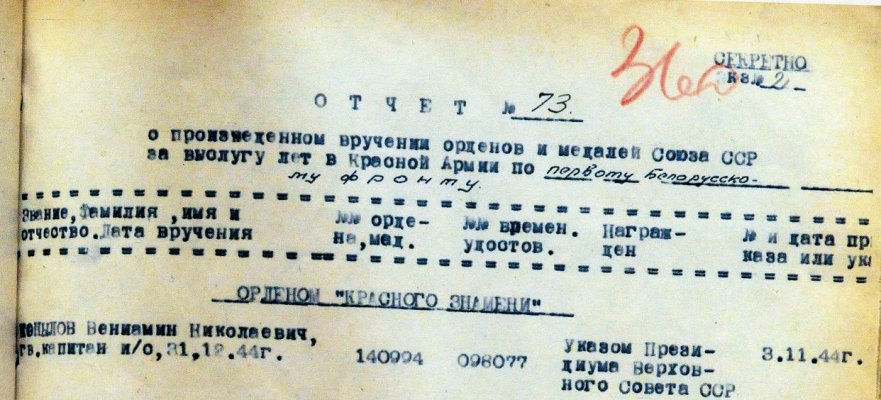 СЕКРЕТНО
экз№ 2
ОТЧЕТ № 73.
о произведенном вручении орденов и медалей Союза ССР
за выслугу лет в Красной Армии по первому Белорусско-
му фронту.
Звание, Фамилия ,имя и №№ орде- №№ времен. Награж- № и дата пр
отчество.Дата вручения на,мед. удостов. ден каза или ука
ОРДЕНОМ "КРАСНОГО ЗНАМЕНИ"
Вениамин Николаевич, указом Прези-
гв.капитан и/с,31,12.44г. 140994 098077 диума Верхов- 3.11.44г.
ного Совета ССР